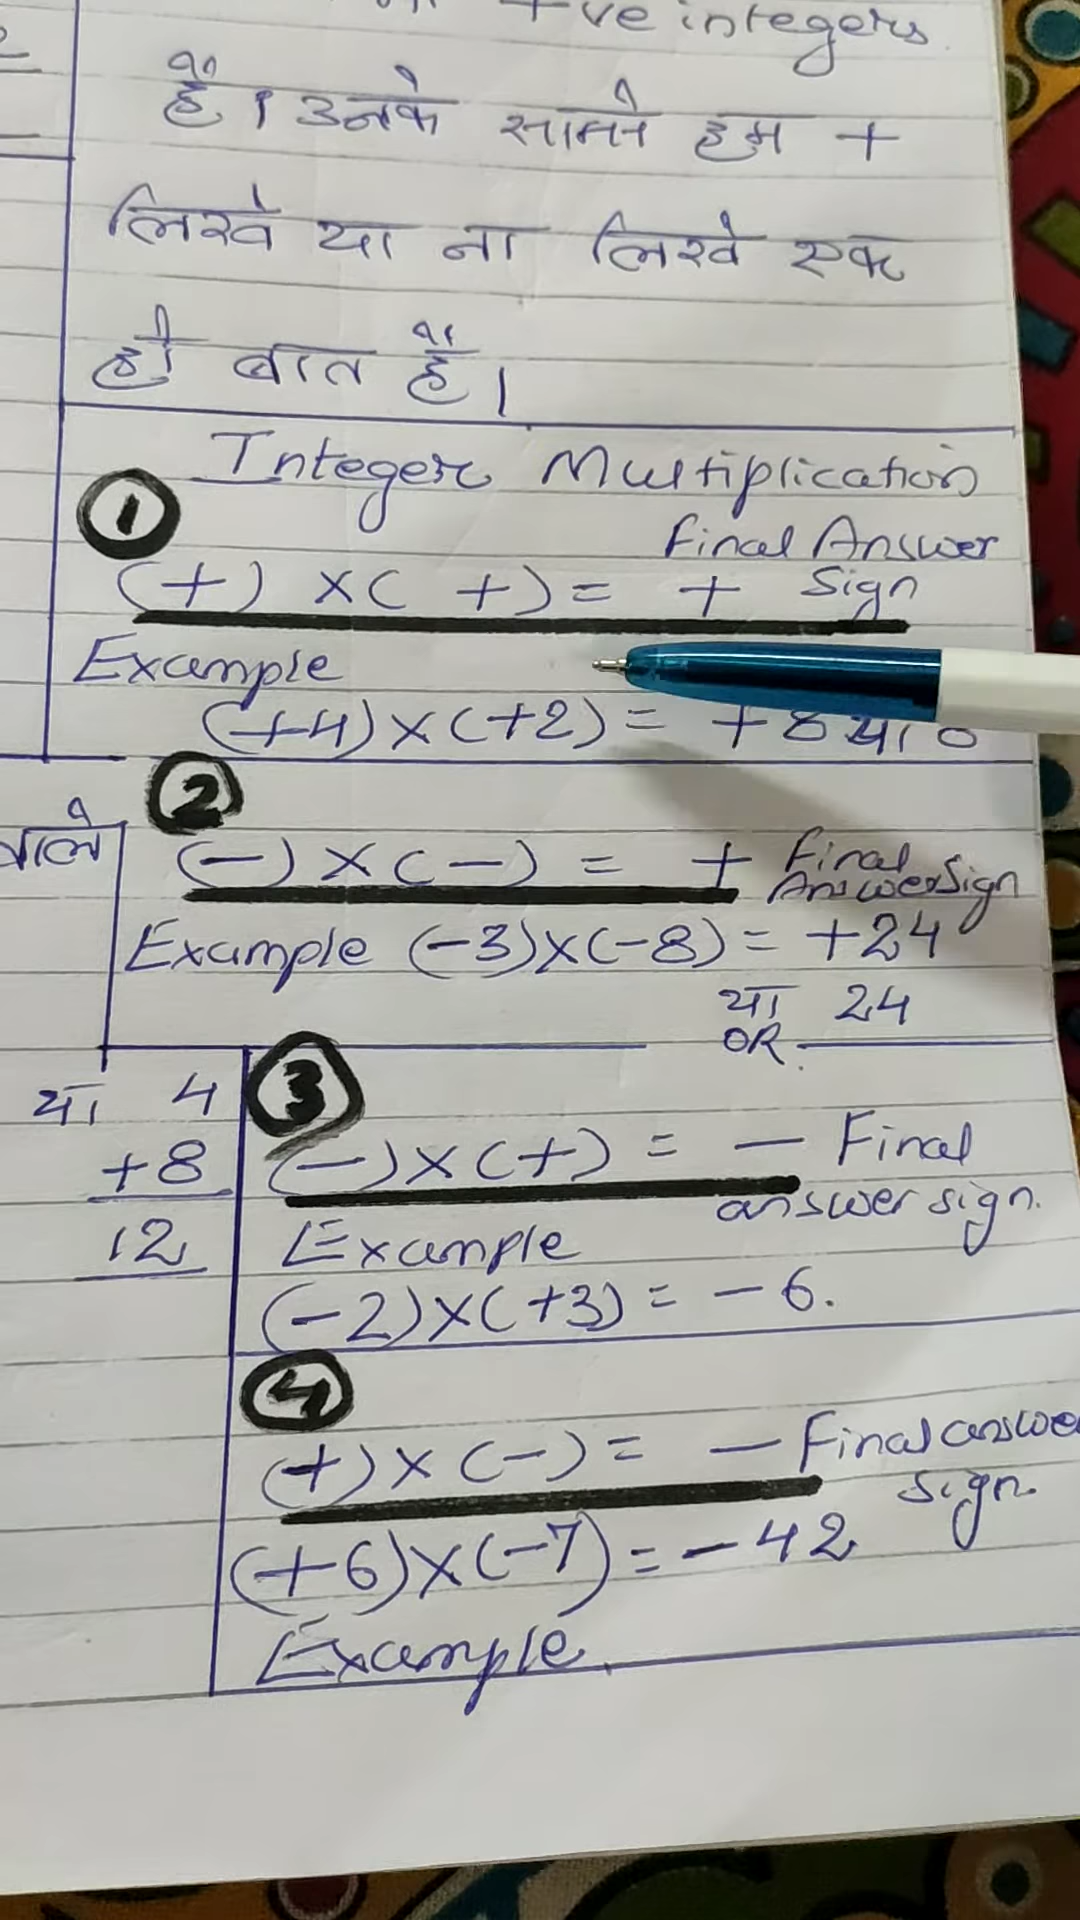 +ve integers
हैं। उनके सामने हम +
लिखे या ना लिखे एक
ही बात हैं।
Integer Multiplication
1
Final Answer
(+) × ( +) = + Sign
Example
(+4) × (+2) = + 8 या 8
2
वाले
(-) × (-) = + Final
Answer Sign
Example (-3)×(-8) = +24
या 24
OR
या 4
+8
12
3
(-) × (+) = - Final
answer sign.
Example
(-2)×(+3) = - 6.
4
(+) × (-) = - Final answer
sign.
(+6)×(-7) = - 42
Example.